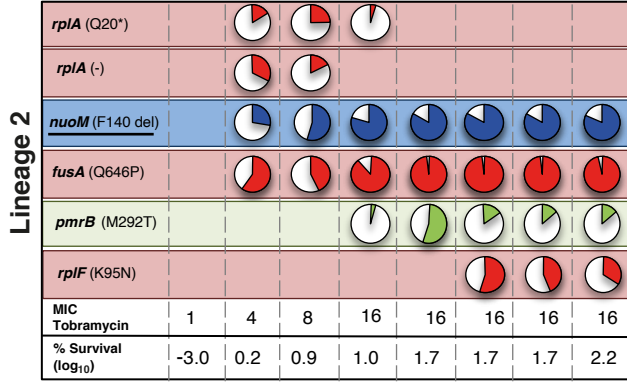 Lineage 2
rplA (Q20*)
rplA (-)
nuoM (F140 del)
fusA (Q646P)
pmrB (M292T)
rplF (K95N)
MIC
Tobramycin
1 4 8 16 16 16 16 16
% Survival
(log10)
-3.0 0.2 0.9 1.0 1.7 1.7 1.7 2.2